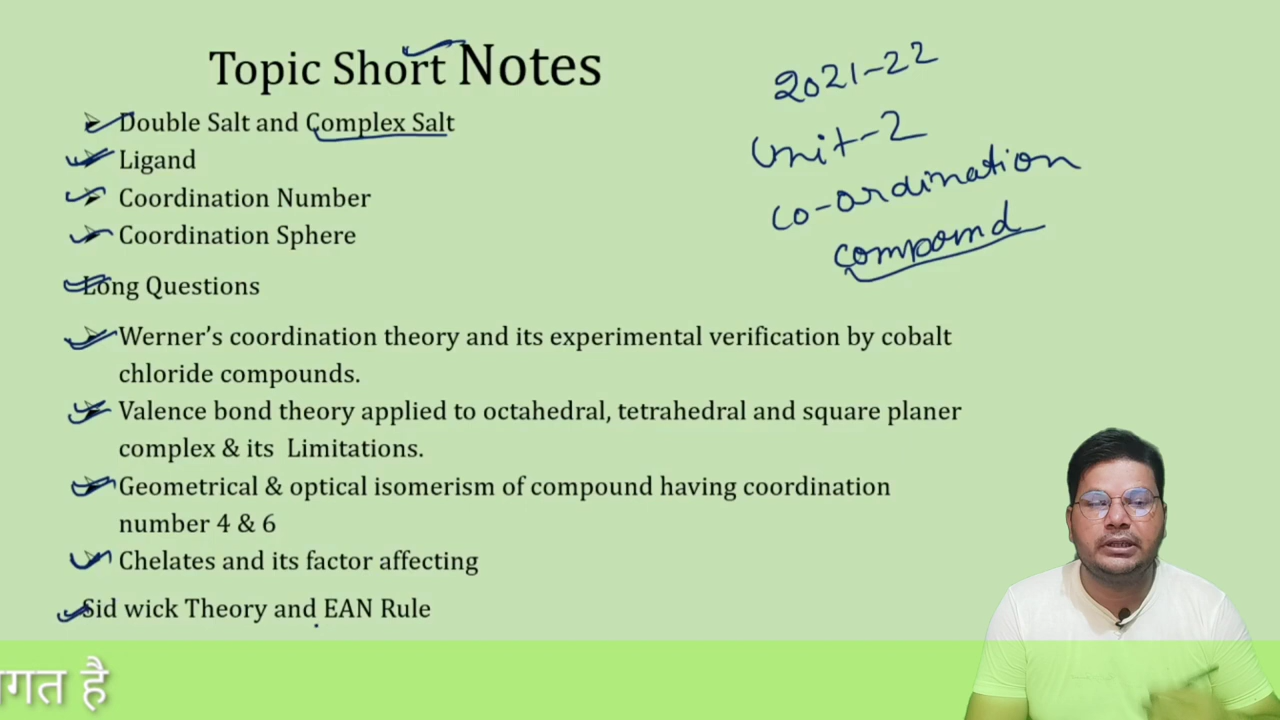 Topic Short Notes
2021-22
Unit-2
co-ordination
compound
➢ Double Salt and Complex Salt
➢ Ligand
➢ Coordination Number
➢ Coordination Sphere
Long Questions
➢ Werner’s coordination theory and its experimental verification by cobalt
chloride compounds.
➢ Valence bond theory applied to octahedral, tetrahedral and square planer
complex & its Limitations.
➢ Geometrical & optical isomerism of compound having coordination
number 4 & 6
➢ Chelates and its factor affecting
Sid wick Theory and EAN Rule
है